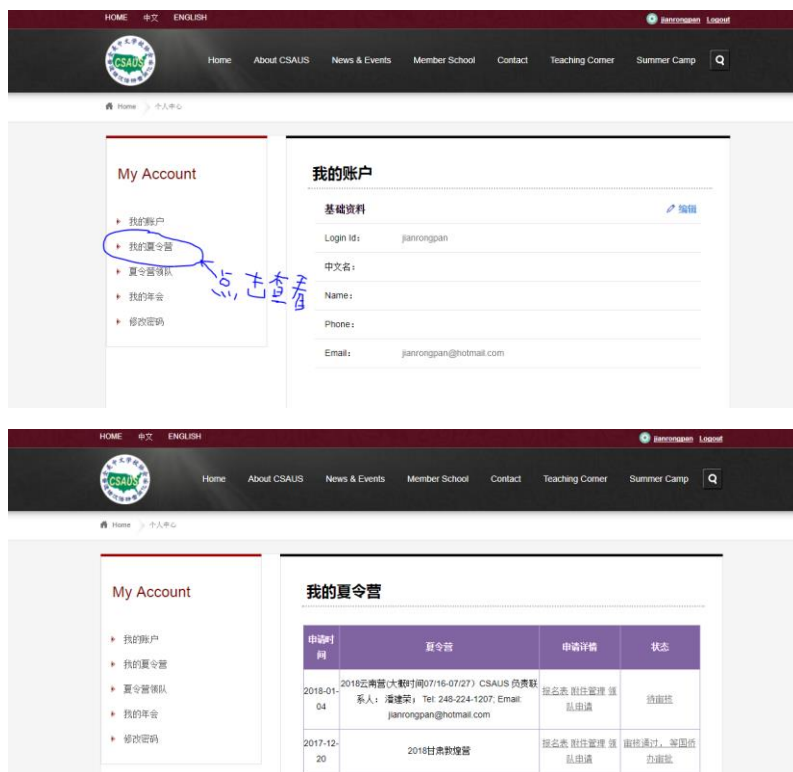 HOME 中文 ENGLISH
jianrongpan Logout
CSAUS
Home About CSAUS News & Events Member School Contact Teaching Corner Summer Camp
Home 个人中心
My Account
我的账户
我的夏令营
夏令营领队
我的年会
修改密码
点击查看
我的账户
基础资料 编辑
Login Id: jianrongpan
中文名:
Name:
Phone:
Email: jianrongpan@hotmail.com
HOME 中文 ENGLISH
jianrongpan Logout
CSAUS
Home About CSAUS News & Events Member School Contact Teaching Corner Summer Camp
Home 个人中心
My Account
我的账户
我的夏令营
夏令营领队
我的年会
修改密码
我的夏令营
申请时间 夏令营 申请详情 状态
2018-01-04
2018云南营(大概时间07/16-07/27) CSAUS 负责联
系人: 潘建荣; Tel: 248-224-1207; Email:
jianrongpan@hotmail.com
报名表 附件管理 领
队申请
待审核
2017-12-20
2018甘肃敦煌营
报名表 附件管理 领
队申请
审核通过, 等国侨
办审批